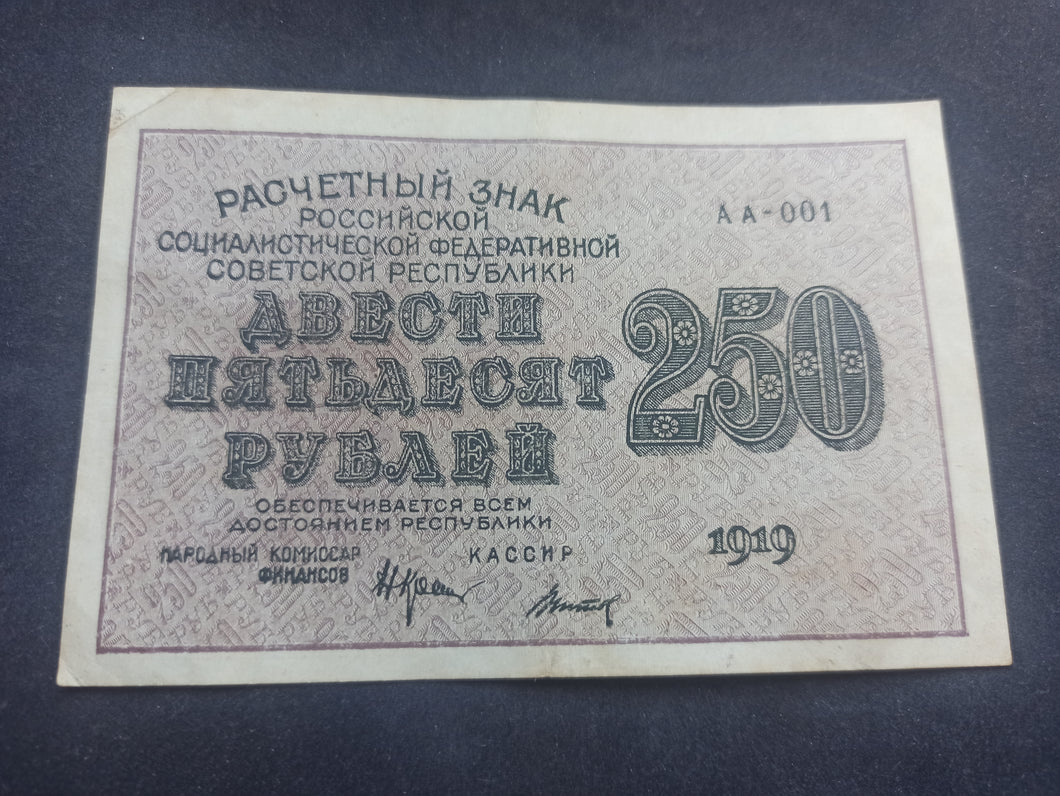 РАСЧЕТНЫЙ ЗНАК
РОССИЙСКОЙ
СОЦИАЛИСТИЧЕСКОЙ ФЕДЕРАТИВНОЙ
СОВЕТСКОЙ РЕСПУБЛИКИ
АА-001
ДВЕСТИ
ПЯТЬДЕСЯТ
РУБЛЕЙ
250
ОБЕСПЕЧИВАЕТСЯ ВСЕМ
ДОСТОЯНИЕМ РЕСПУБЛИКИ
1919
НАРОДНЫЙ КОМИССАР
ФИНАНСОВ
КАССИР